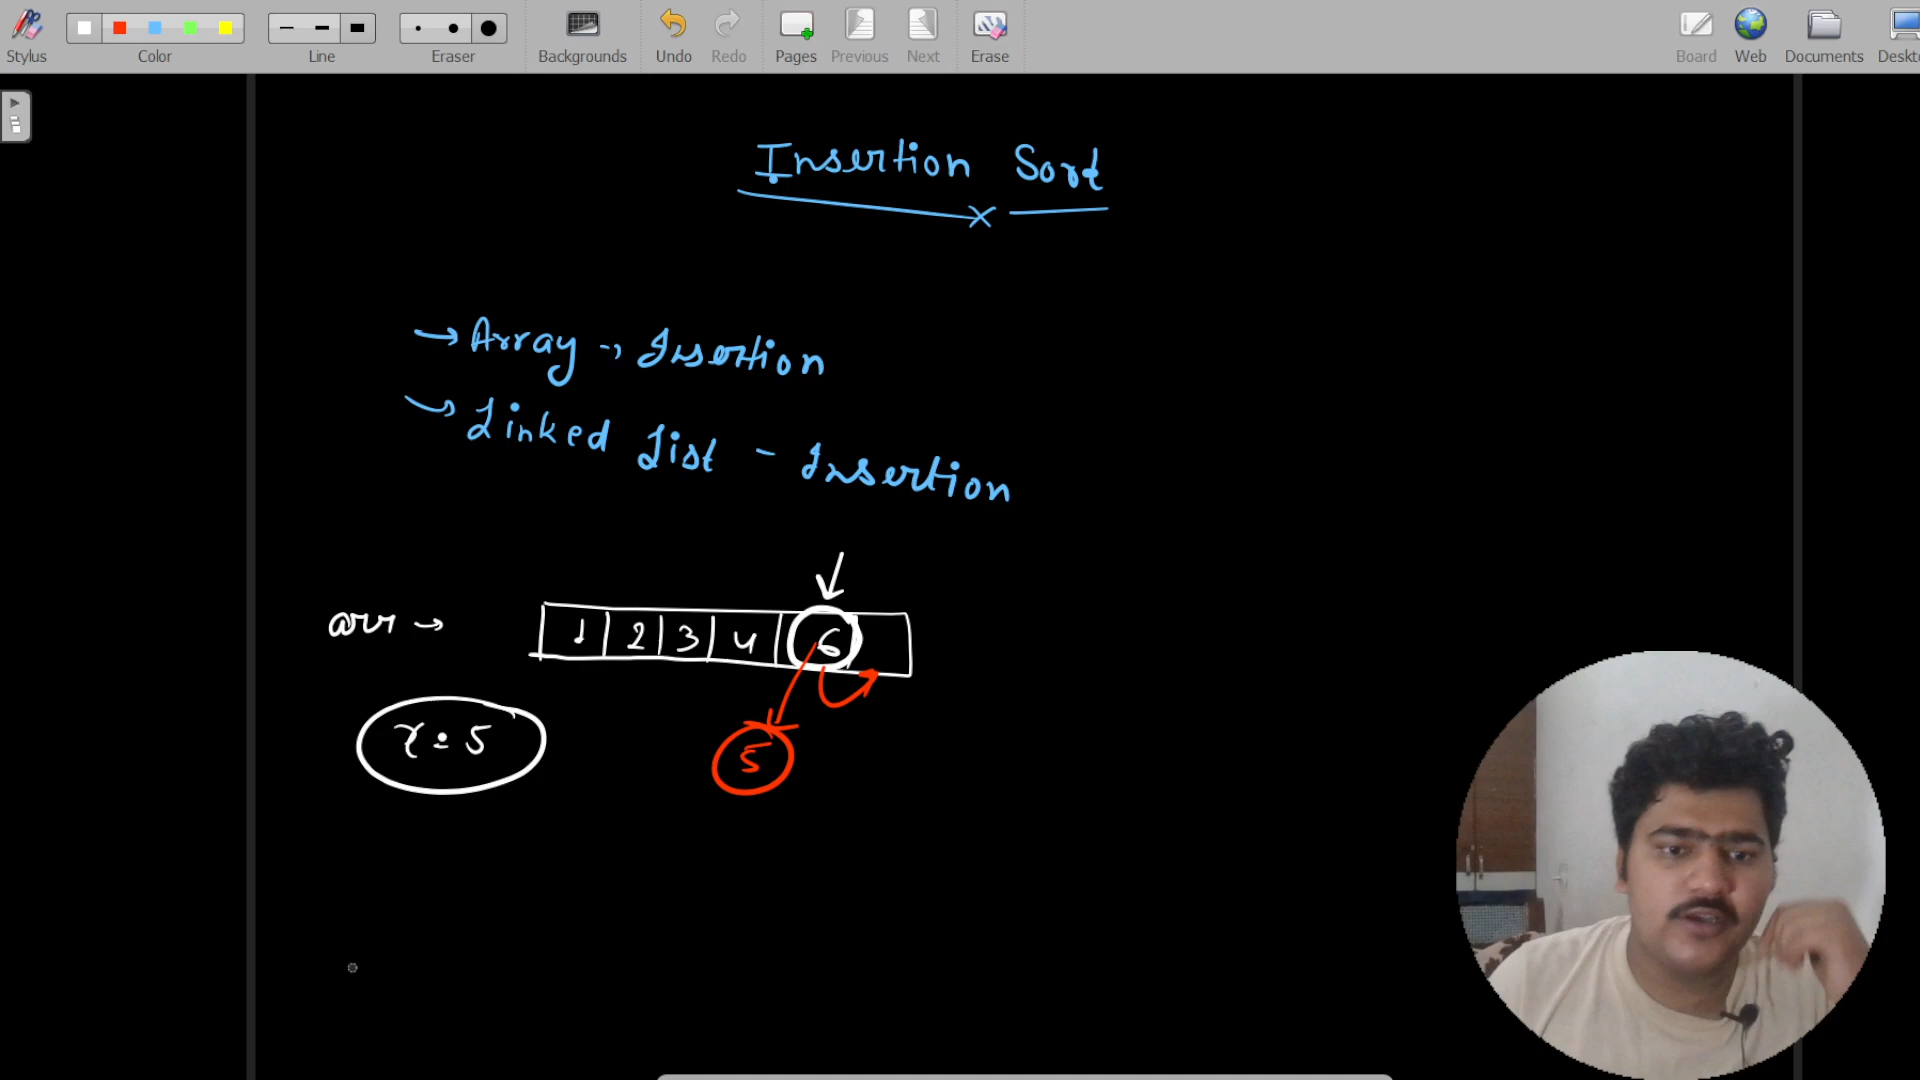 Stylus Color Line Eraser Backgrounds Undo Redo Pages Previous Next Erase Board Web Documents Deskto
Insertion Sort
→ Array → Insertion
→ Linked List - Insertion
arr → 1 2 3 4 6
x = 5
5